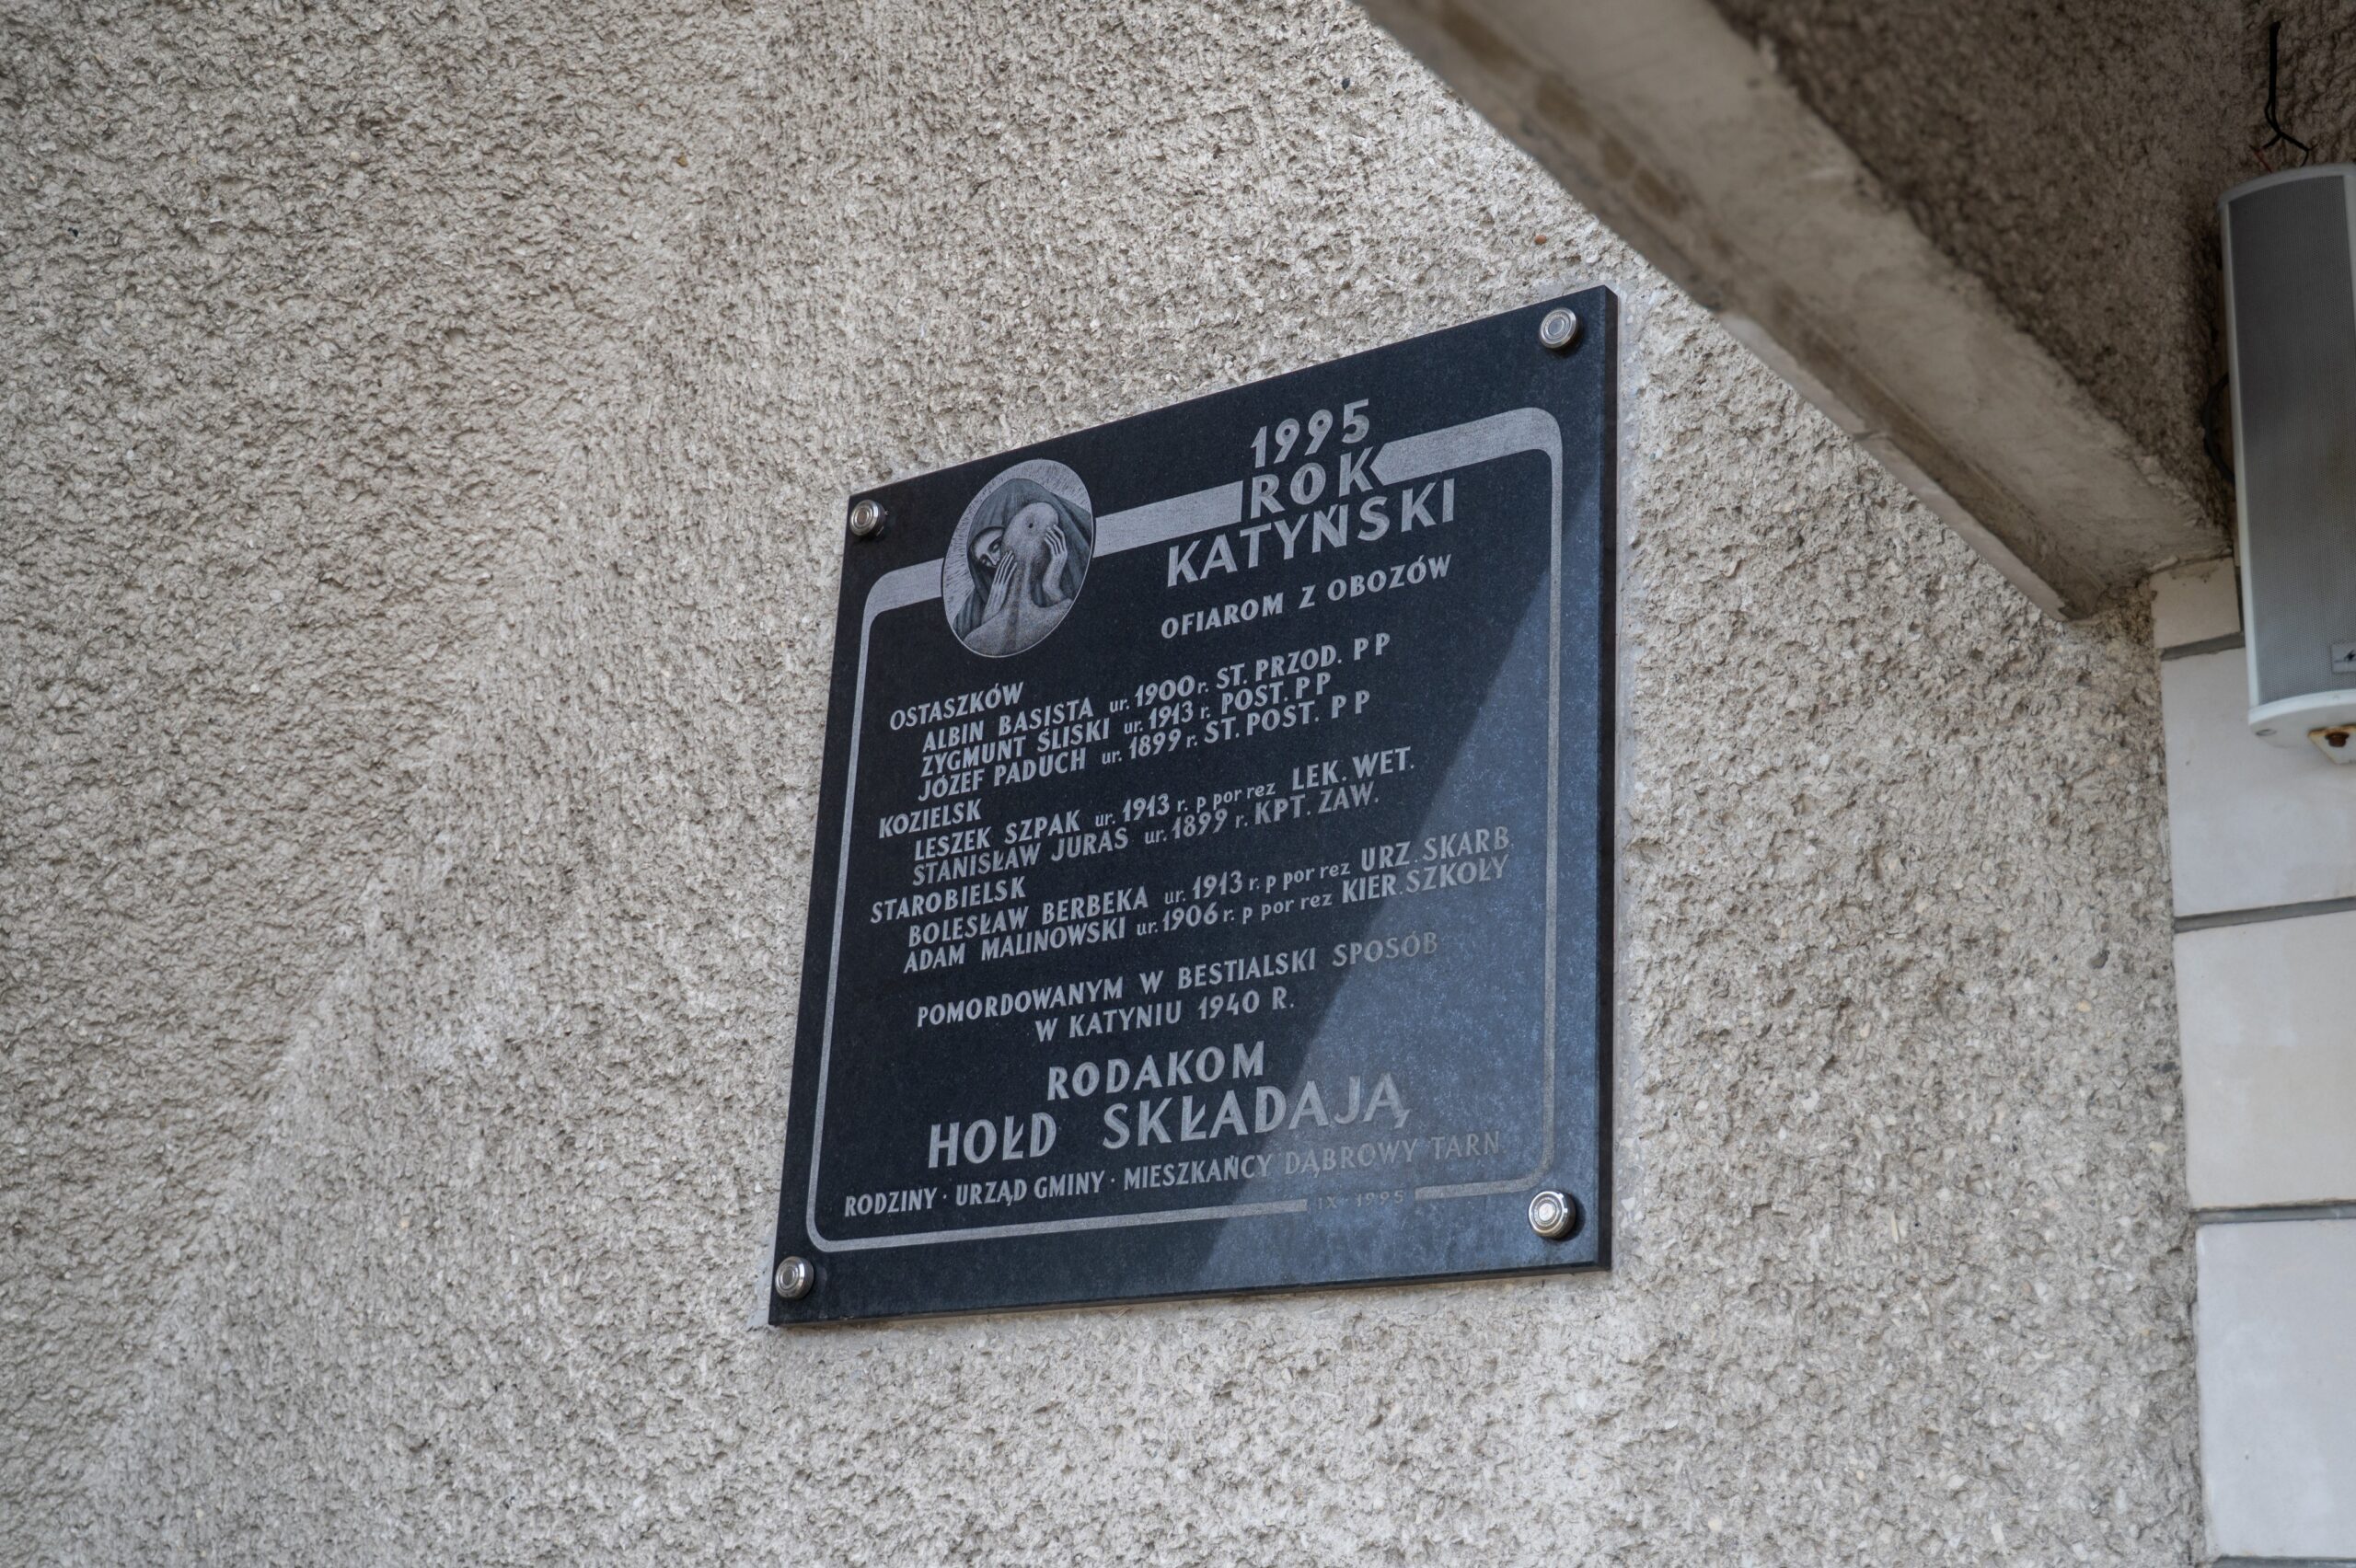 1995
ROK
KATYŃSKI
OFIAROM Z OBOZÓW
OSTASZKÓW
ALBIN BASISTA ur. 1900 r. ST. PRZOD. P P
ZYGMUNT ŚLISKI ur. 1913 r. POST. P P
JÓZEF PADUCH ur. 1899 r. ST. POST. P P
KOZIELSK
LESZEK SZPAK ur. 1913 r. p por rez LEK. WET.
STANISŁAW JURAS ur. 1899 r. KPT. ZAW.
STAROBIELSK
BOLESŁAW BERBEKA ur. 1913 r. p por rez URZ. SKARB.
ADAM MALINOWSKI ur. 1906 r. p por rez KIER. SZKOŁY
POMORDOWANYM W BESTIALSKI SPOSÓB
W KATYNIU 1940 R.
RODAKOM
HOŁD SKŁADAJĄ
RODZINY · URZĄD GMINY · MIESZKAŃCY DĄBROWY TARN
IX · 1995